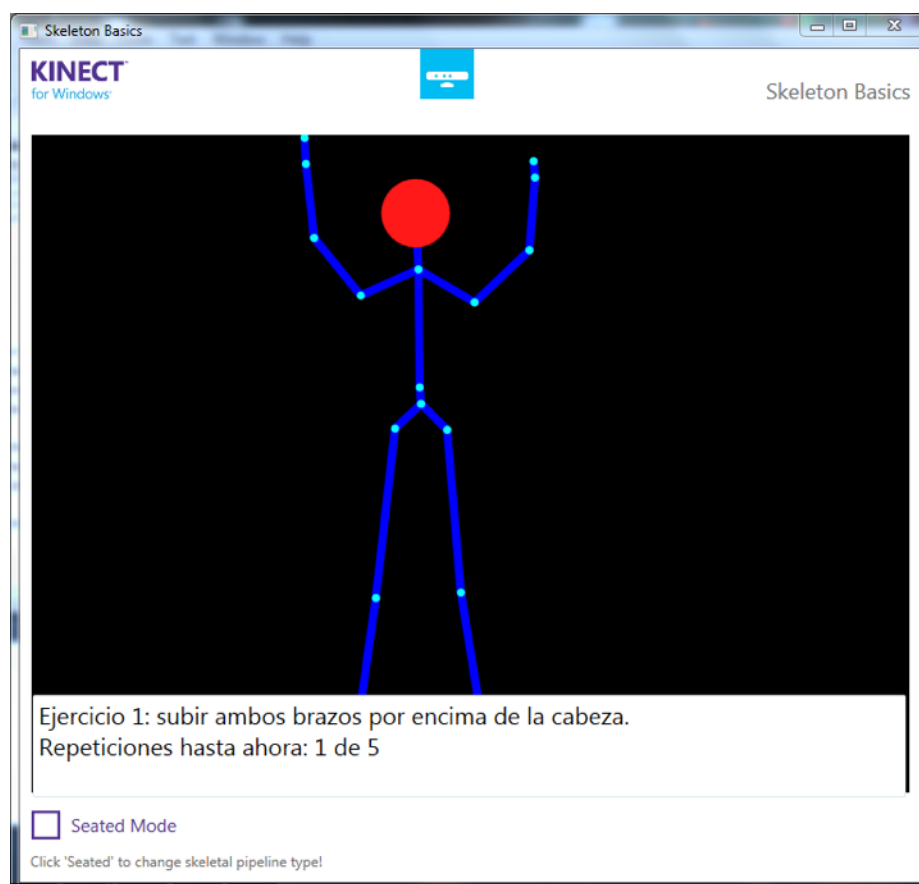 Skeleton Basics
KINECT™
for Windows®
Skeleton Basics
Ejercicio 1: subir ambos brazos por encima de la cabeza.
Repeticiones hasta ahora: 1 de 5
Seated Mode
Click 'Seated' to change skeletal pipeline type!